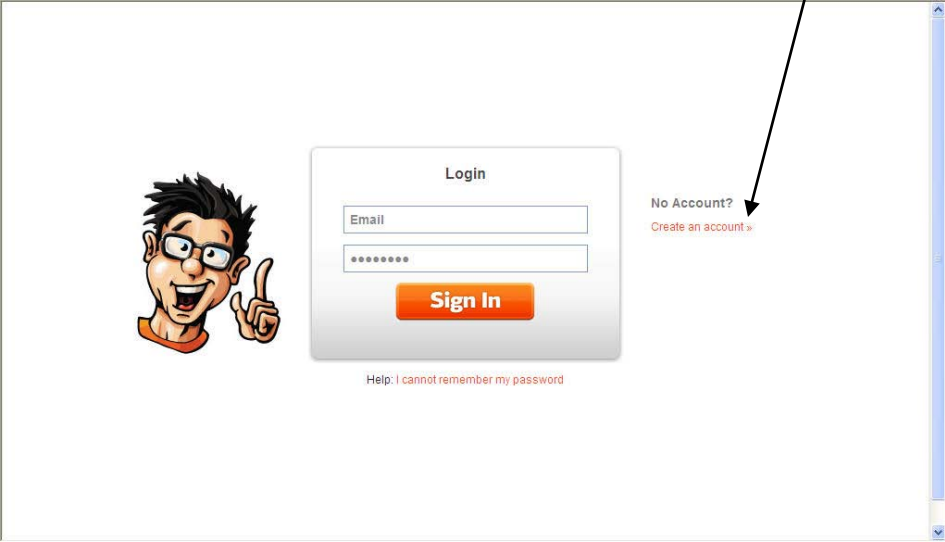 Login
Email
••••••••
Sign In
No Account?
Create an account »
Help: I cannot remember my password